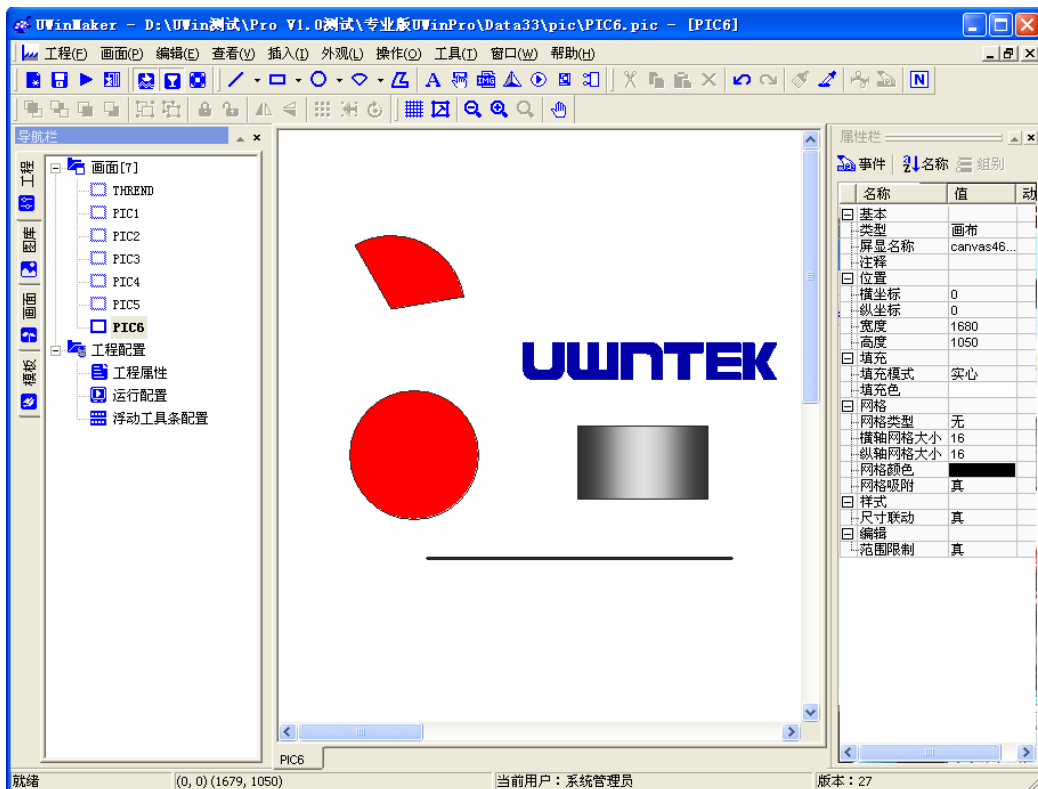 UWinMaker - D:\UWin测试\Pro V1.0测试\专业版UWinPro\Data33\pic\PIC6.pic - [PIC6]
工程(F) 画面(P) 编辑(E) 查看(V) 插入(I) 外观(L) 操作(O) 工具(T) 窗口(W) 帮助(H)
A
N
导航栏
工程
图库
画面
模板
画面[7]
THREND
PIC1
PIC2
PIC3
PIC4
PIC5
PIC6
工程配置
工程属性
运行配置
浮动工具条配置
UWNTEK
PIC6
属性栏
事件 名称 组别
名称 值 动
基本
类型 画布
屏显名称 canvas46...
注释
位置
横坐标 0
纵坐标 0
宽度 1680
高度 1050
填充
填充模式 实心
填充色
网格
网格类型 无
横轴网格大小 16
纵轴网格大小 16
网格颜色
网格吸附 真
样式
尺寸联动 真
编辑
范围限制 真
就绪 (0, 0) (1679, 1050) 当前用户：系统管理员 版本：27